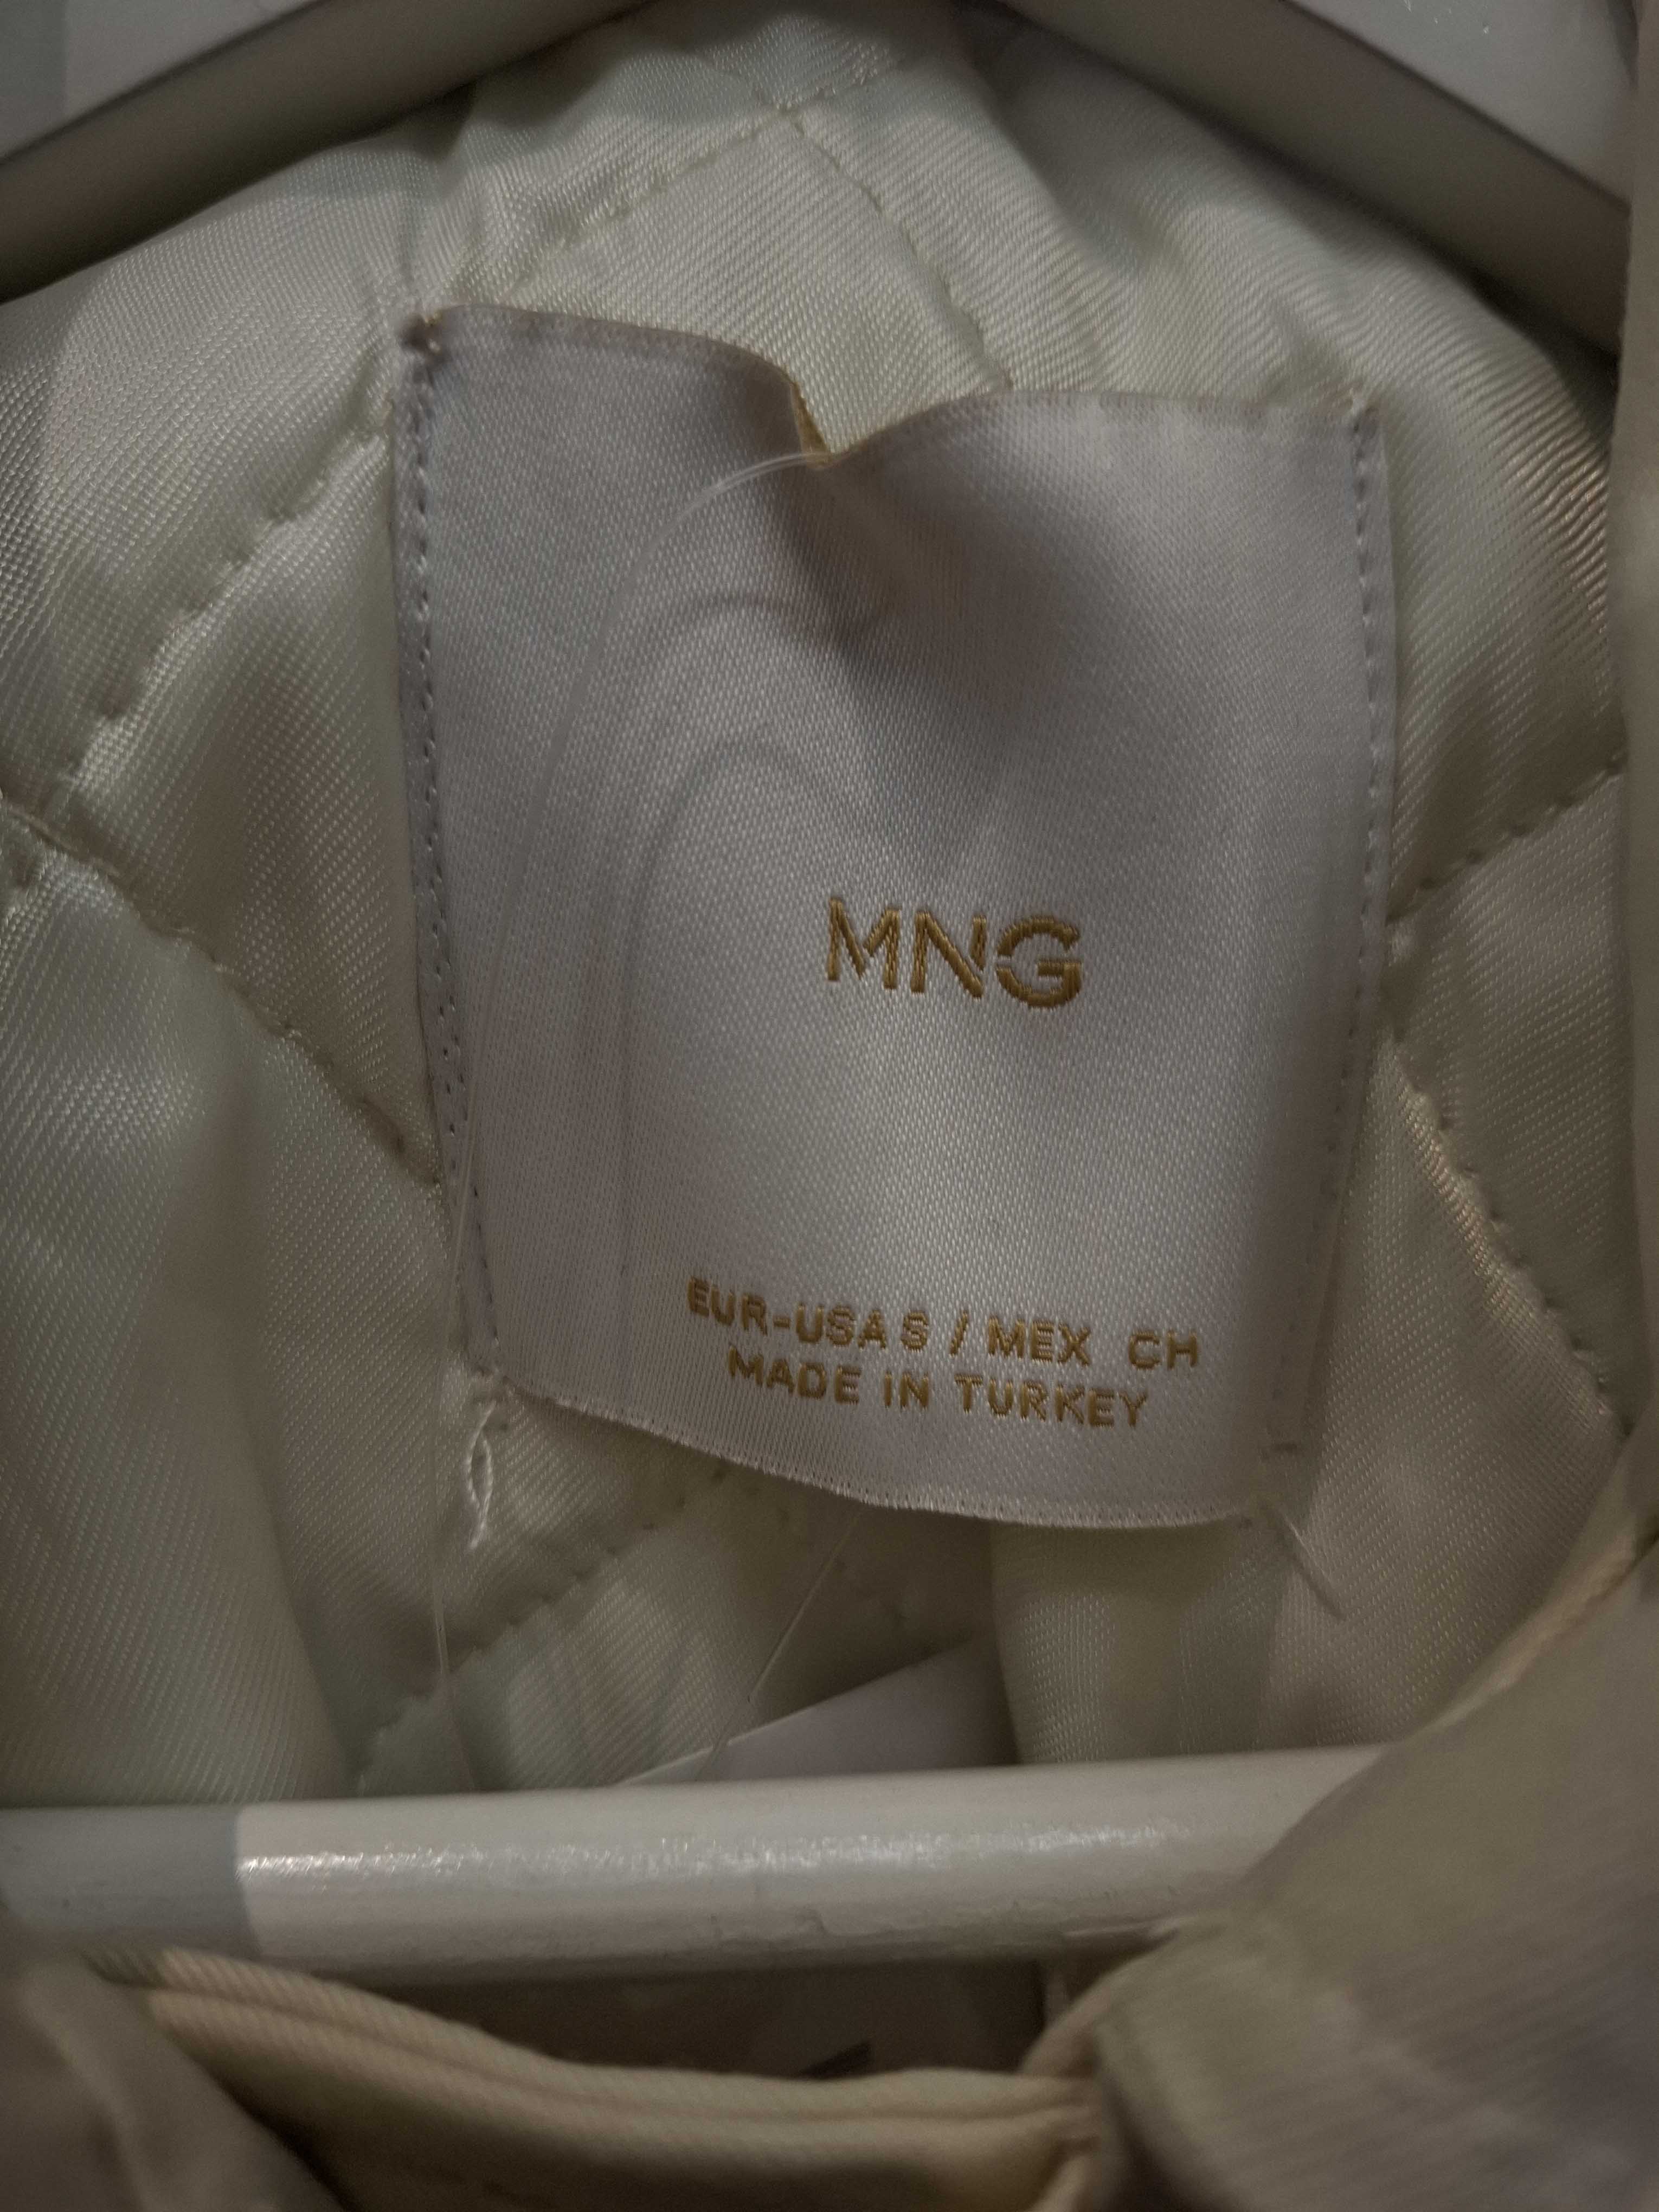 MNG
EUR-USA S / MEX CH
MADE IN TURKEY